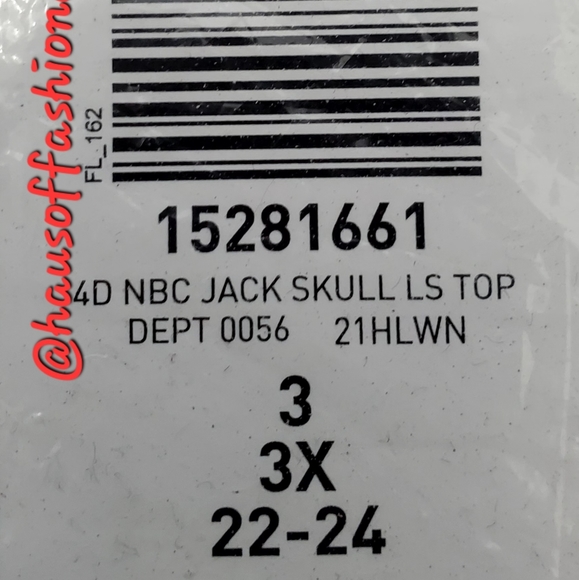 @hausoffashion
FL_162
15281661
4D NBC JACK SKULL LS TOP
DEPT 0056 21HLWN
3
3X
22-24